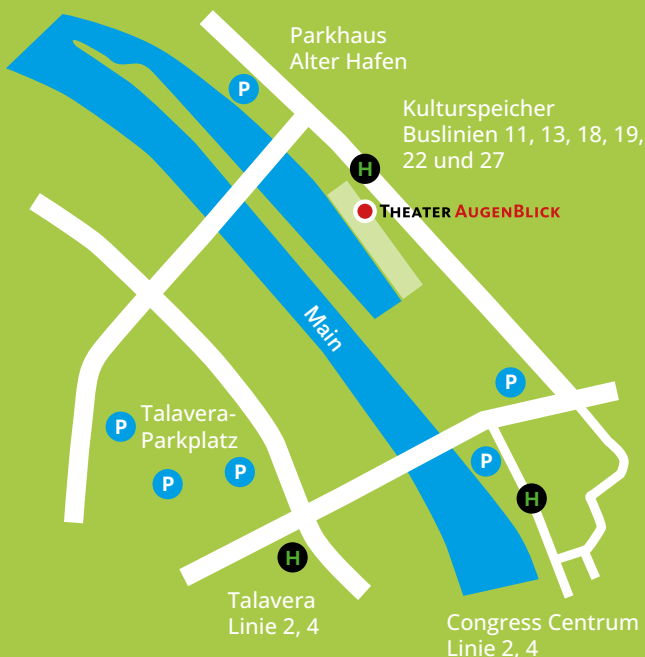 Parkhaus
Alter Hafen
P
Kulturspeicher
Buslinien 11, 13, 18, 19,
22 und 27
H
THEATER AUGENBLICK
Main
P
Talavera-
Parkplatz
P
P
P
P
H
H
Talavera
Linie 2, 4
Congress Centrum
Linie 2, 4